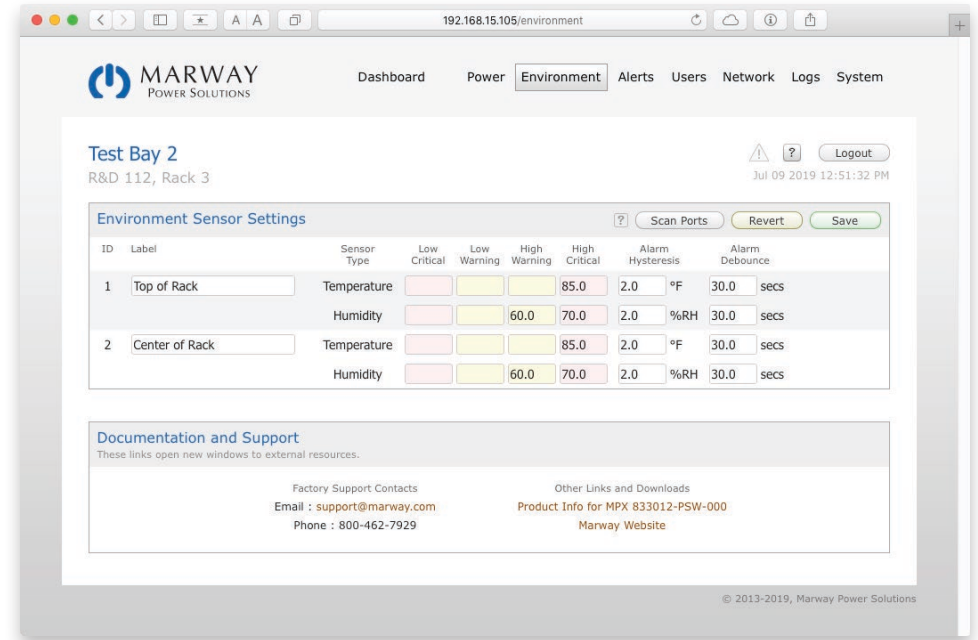 A A 192.168.15.105/environment
MARWAY
POWER SOLUTIONS
Dashboard Power Environment Alerts Users Network Logs System
Test Bay 2
? Logout
R&D 112, Rack 3
Jul 09 2019 12:51:32 PM
Environment Sensor Settings ? Scan Ports Revert Save
ID Label Sensor Type Low Critical Low Warning High Warning High Critical Alarm Hysteresis Alarm Debounce
1 Top of Rack Temperature 85.0 2.0 °F 30.0 secs
Humidity 60.0 70.0 2.0 %RH 30.0 secs
2 Center of Rack Temperature 85.0 2.0 °F 30.0 secs
Humidity 60.0 70.0 2.0 %RH 30.0 secs
Documentation and Support
These links open new windows to external resources.
Factory Support Contacts Other Links and Downloads
Email : support@marway.com Product Info for MPX 833012-PSW-000
Phone : 800-462-7929 Marway Website
© 2013-2019, Marway Power Solutions